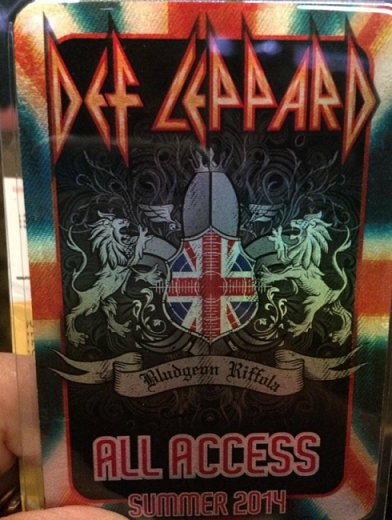 DEF LEPPARD
Bludgeon Riffola
ALL ACCESS
SUMMER 2014